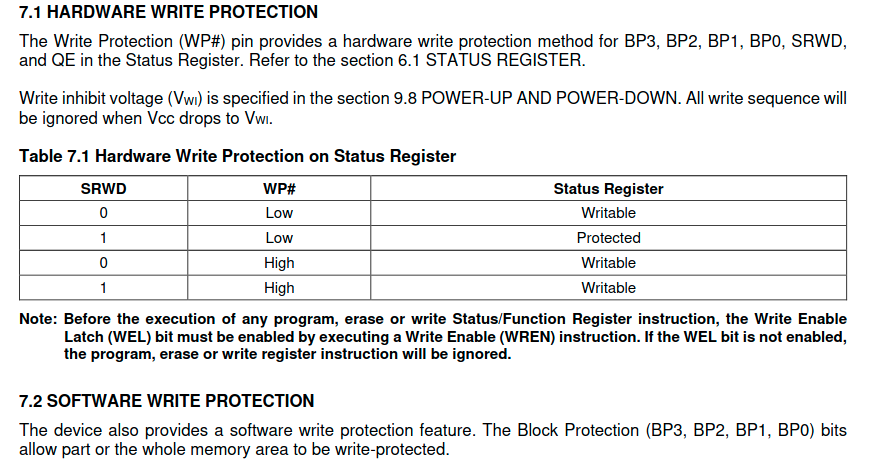 7.1 HARDWARE WRITE PROTECTION
The Write Protection (WP#) pin provides a hardware write protection method for BP3, BP2, BP1, BP0, SRWD,
and QE in the Status Register. Refer to the section 6.1 STATUS REGISTER.
Write inhibit voltage (VWI) is specified in the section 9.8 POWER-UP AND POWER-DOWN. All write sequence will
be ignored when Vcc drops to VWI.
Table 7.1 Hardware Write Protection on Status Register
SRWD WP# Status Register
0 Low Writable
1 Low Protected
0 High Writable
1 High Writable
Note: Before the execution of any program, erase or write Status/Function Register instruction, the Write Enable
Latch (WEL) bit must be enabled by executing a Write Enable (WREN) instruction. If the WEL bit is not enabled,
the program, erase or write register instruction will be ignored.
7.2 SOFTWARE WRITE PROTECTION
The device also provides a software write protection feature. The Block Protection (BP3, BP2, BP1, BP0) bits
allow part or the whole memory area to be write-protected.